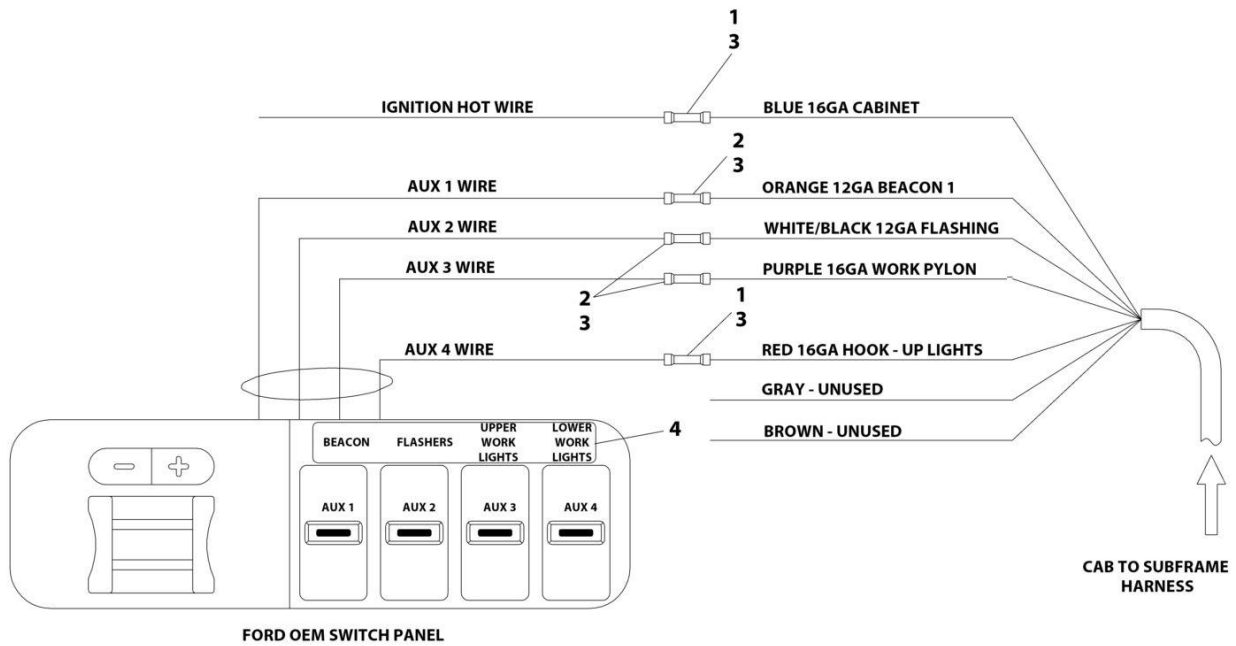 1
3
IGNITION HOT WIRE
BLUE 16GA CABINET
2
3
AUX 1 WIRE
ORANGE 12GA BEACON 1
AUX 2 WIRE
WHITE/BLACK 12GA FLASHING
AUX 3 WIRE
PURPLE 16GA WORK PYLON
2
3
1
3
AUX 4 WIRE
RED 16GA HOOK - UP LIGHTS
GRAY - UNUSED
BROWN - UNUSED
BEACON
FLASHERS
UPPER
WORK
LIGHTS
LOWER
WORK
LIGHTS
4
AUX 1
AUX 2
AUX 3
AUX 4
CAB TO SUBFRAME
HARNESS
FORD OEM SWITCH PANEL